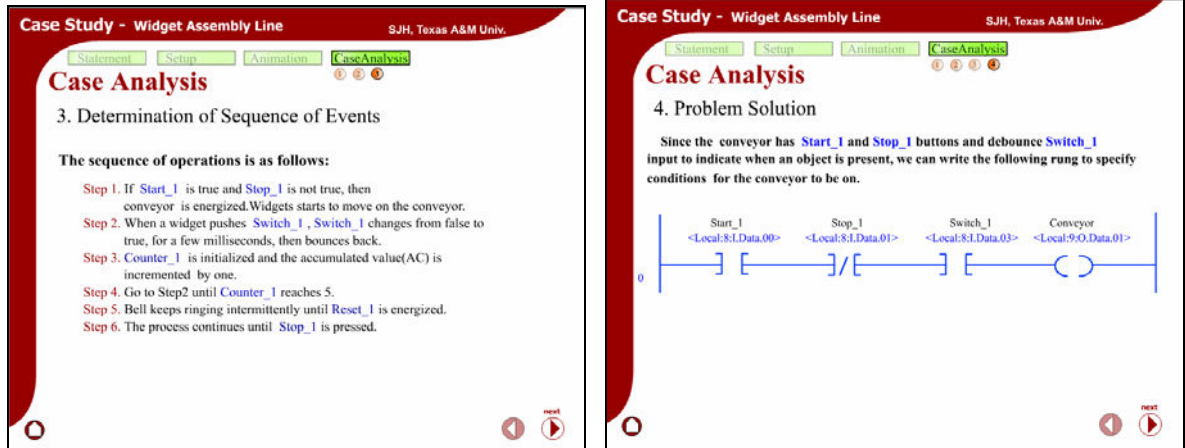 Case Study - Widget Assembly Line
SJH, Texas A&M Univ.
Statement Setup Animation CaseAnalysis
1 2 3
Case Analysis
3. Determination of Sequence of Events
The sequence of operations is as follows:
Step 1. If Start_1 is true and Stop_1 is not true, then
conveyor is energized.Widgets starts to move on the conveyor.
Step 2. When a widget pushes Switch_1 , Switch_1 changes from false to
true, for a few milliseconds, then bounces back.
Step 3. Counter_1 is initialized and the accumulated value(AC) is
incremented by one.
Step 4. Go to Step2 until Counter_1 reaches 5.
Step 5. Bell keeps ringing intermittently until Reset_1 is energized.
Step 6. The process continues until Stop_1 is pressed.
next
Case Study - Widget Assembly Line
SJH, Texas A&M Univ.
Statement Setup Animation CaseAnalysis
1 2 3 4
Case Analysis
4. Problem Solution
Since the conveyor has Start_1 and Stop_1 buttons and debounce Switch_1
input to indicate when an object is present, we can write the following rung to specify
conditions for the conveyor to be on.
Start_1 Stop_1 Switch_1 Conveyor
<Local:8:I.Data.00> <Local:8:I.Data.01> <Local:8:I.Data.03> <Local:9:O.Data.01>
0
next